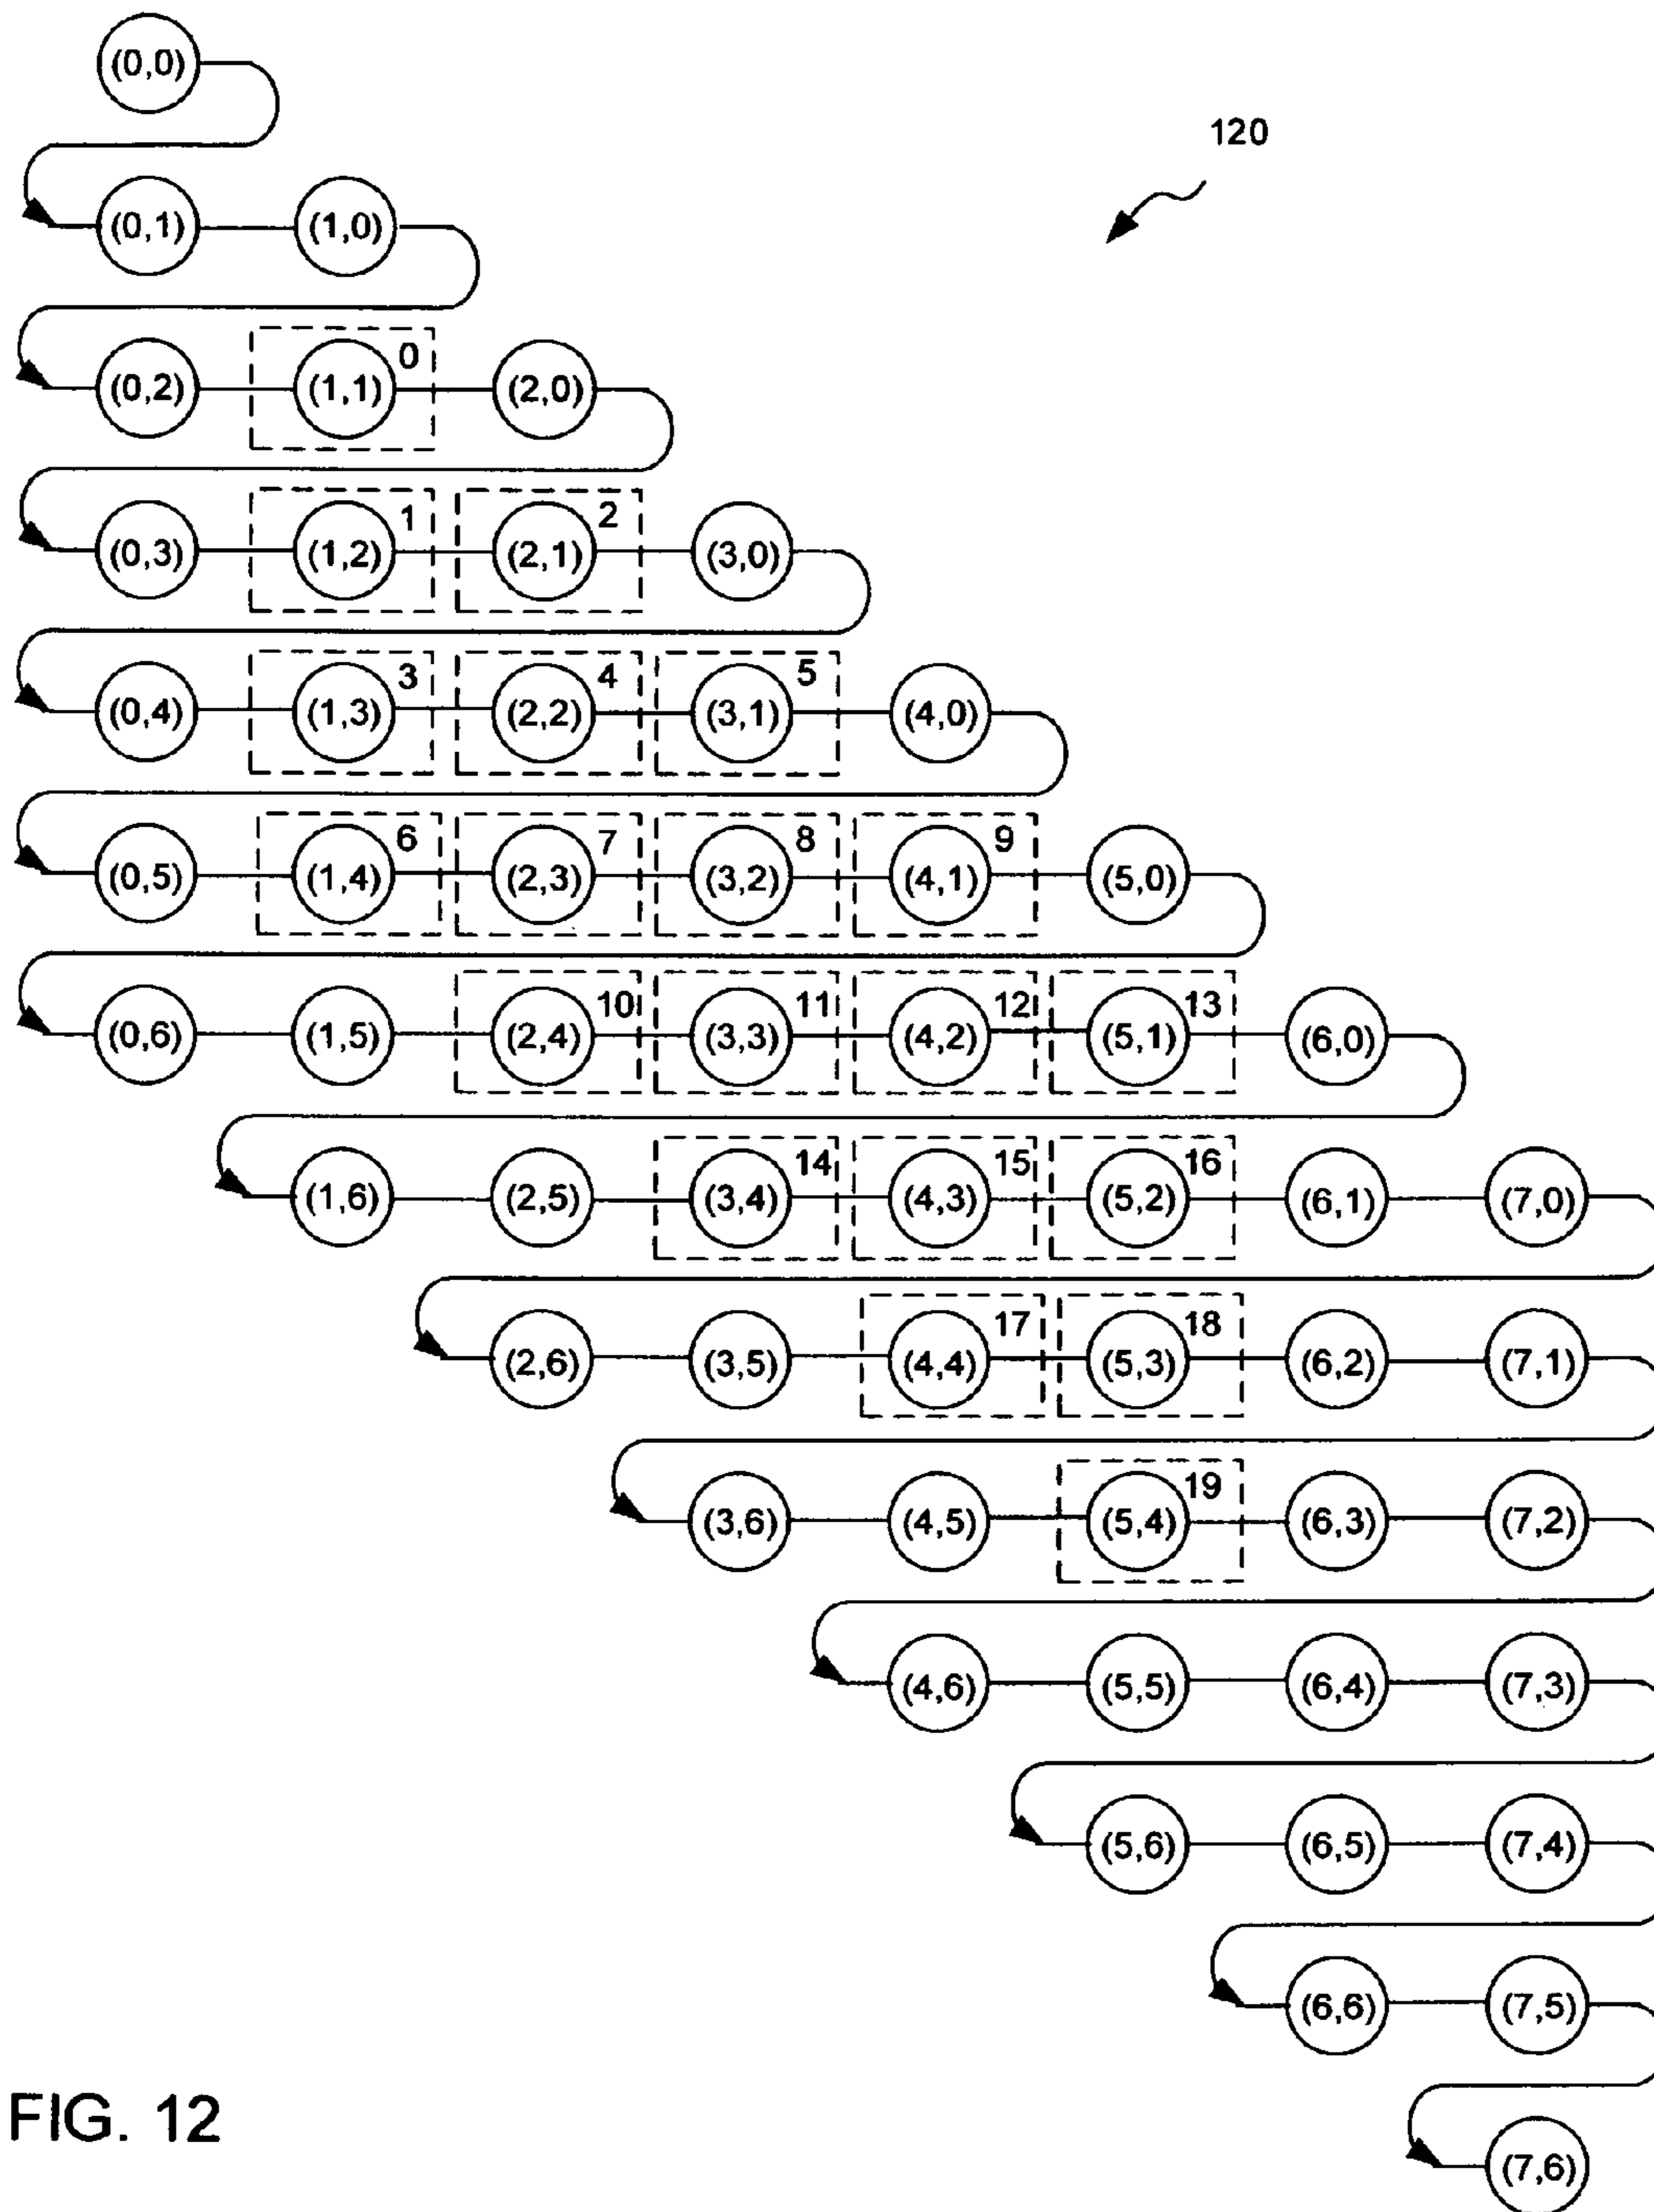 (0,0)
120
(0,1) (1,0)
0
(0,2) (1,1) (2,0)
1 2
(0,3) (1,2) (2,1) (3,0)
3 4 5
(0,4) (1,3) (2,2) (3,1) (4,0)
6 7 8 9
(0,5) (1,4) (2,3) (3,2) (4,1) (5,0)
10 11 12 13
(0,6) (1,5) (2,4) (3,3) (4,2) (5,1) (6,0)
14 15 16
(1,6) (2,5) (3,4) (4,3) (5,2) (6,1) (7,0)
17 18
(2,6) (3,5) (4,4) (5,3) (6,2) (7,1)
19
(3,6) (4,5) (5,4) (6,3) (7,2)
(4,6) (5,5) (6,4) (7,3)
(5,6) (6,5) (7,4)
(6,6) (7,5)
FIG. 12
(7,6)